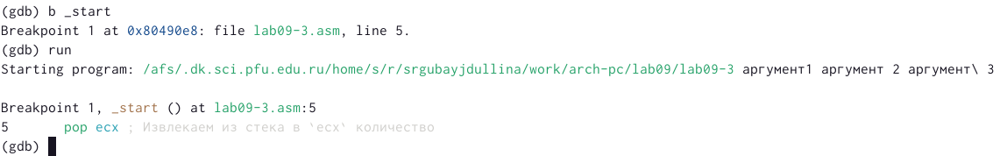 (gdb) b _start
Breakpoint 1 at 0x80490e8: file lab09-3.asm, line 5.
(gdb) run
Starting program: /afs/.dk.sci.pfu.edu.ru/home/s/r/srgubayjdullina/work/arch-pc/lab09/lab09-3 аргумент1 аргумент 2 аргумент\ 3
Breakpoint 1, _start () at lab09-3.asm:5
5 pop ecx ; Извлекаем из стека в `ecx` количество
(gdb)